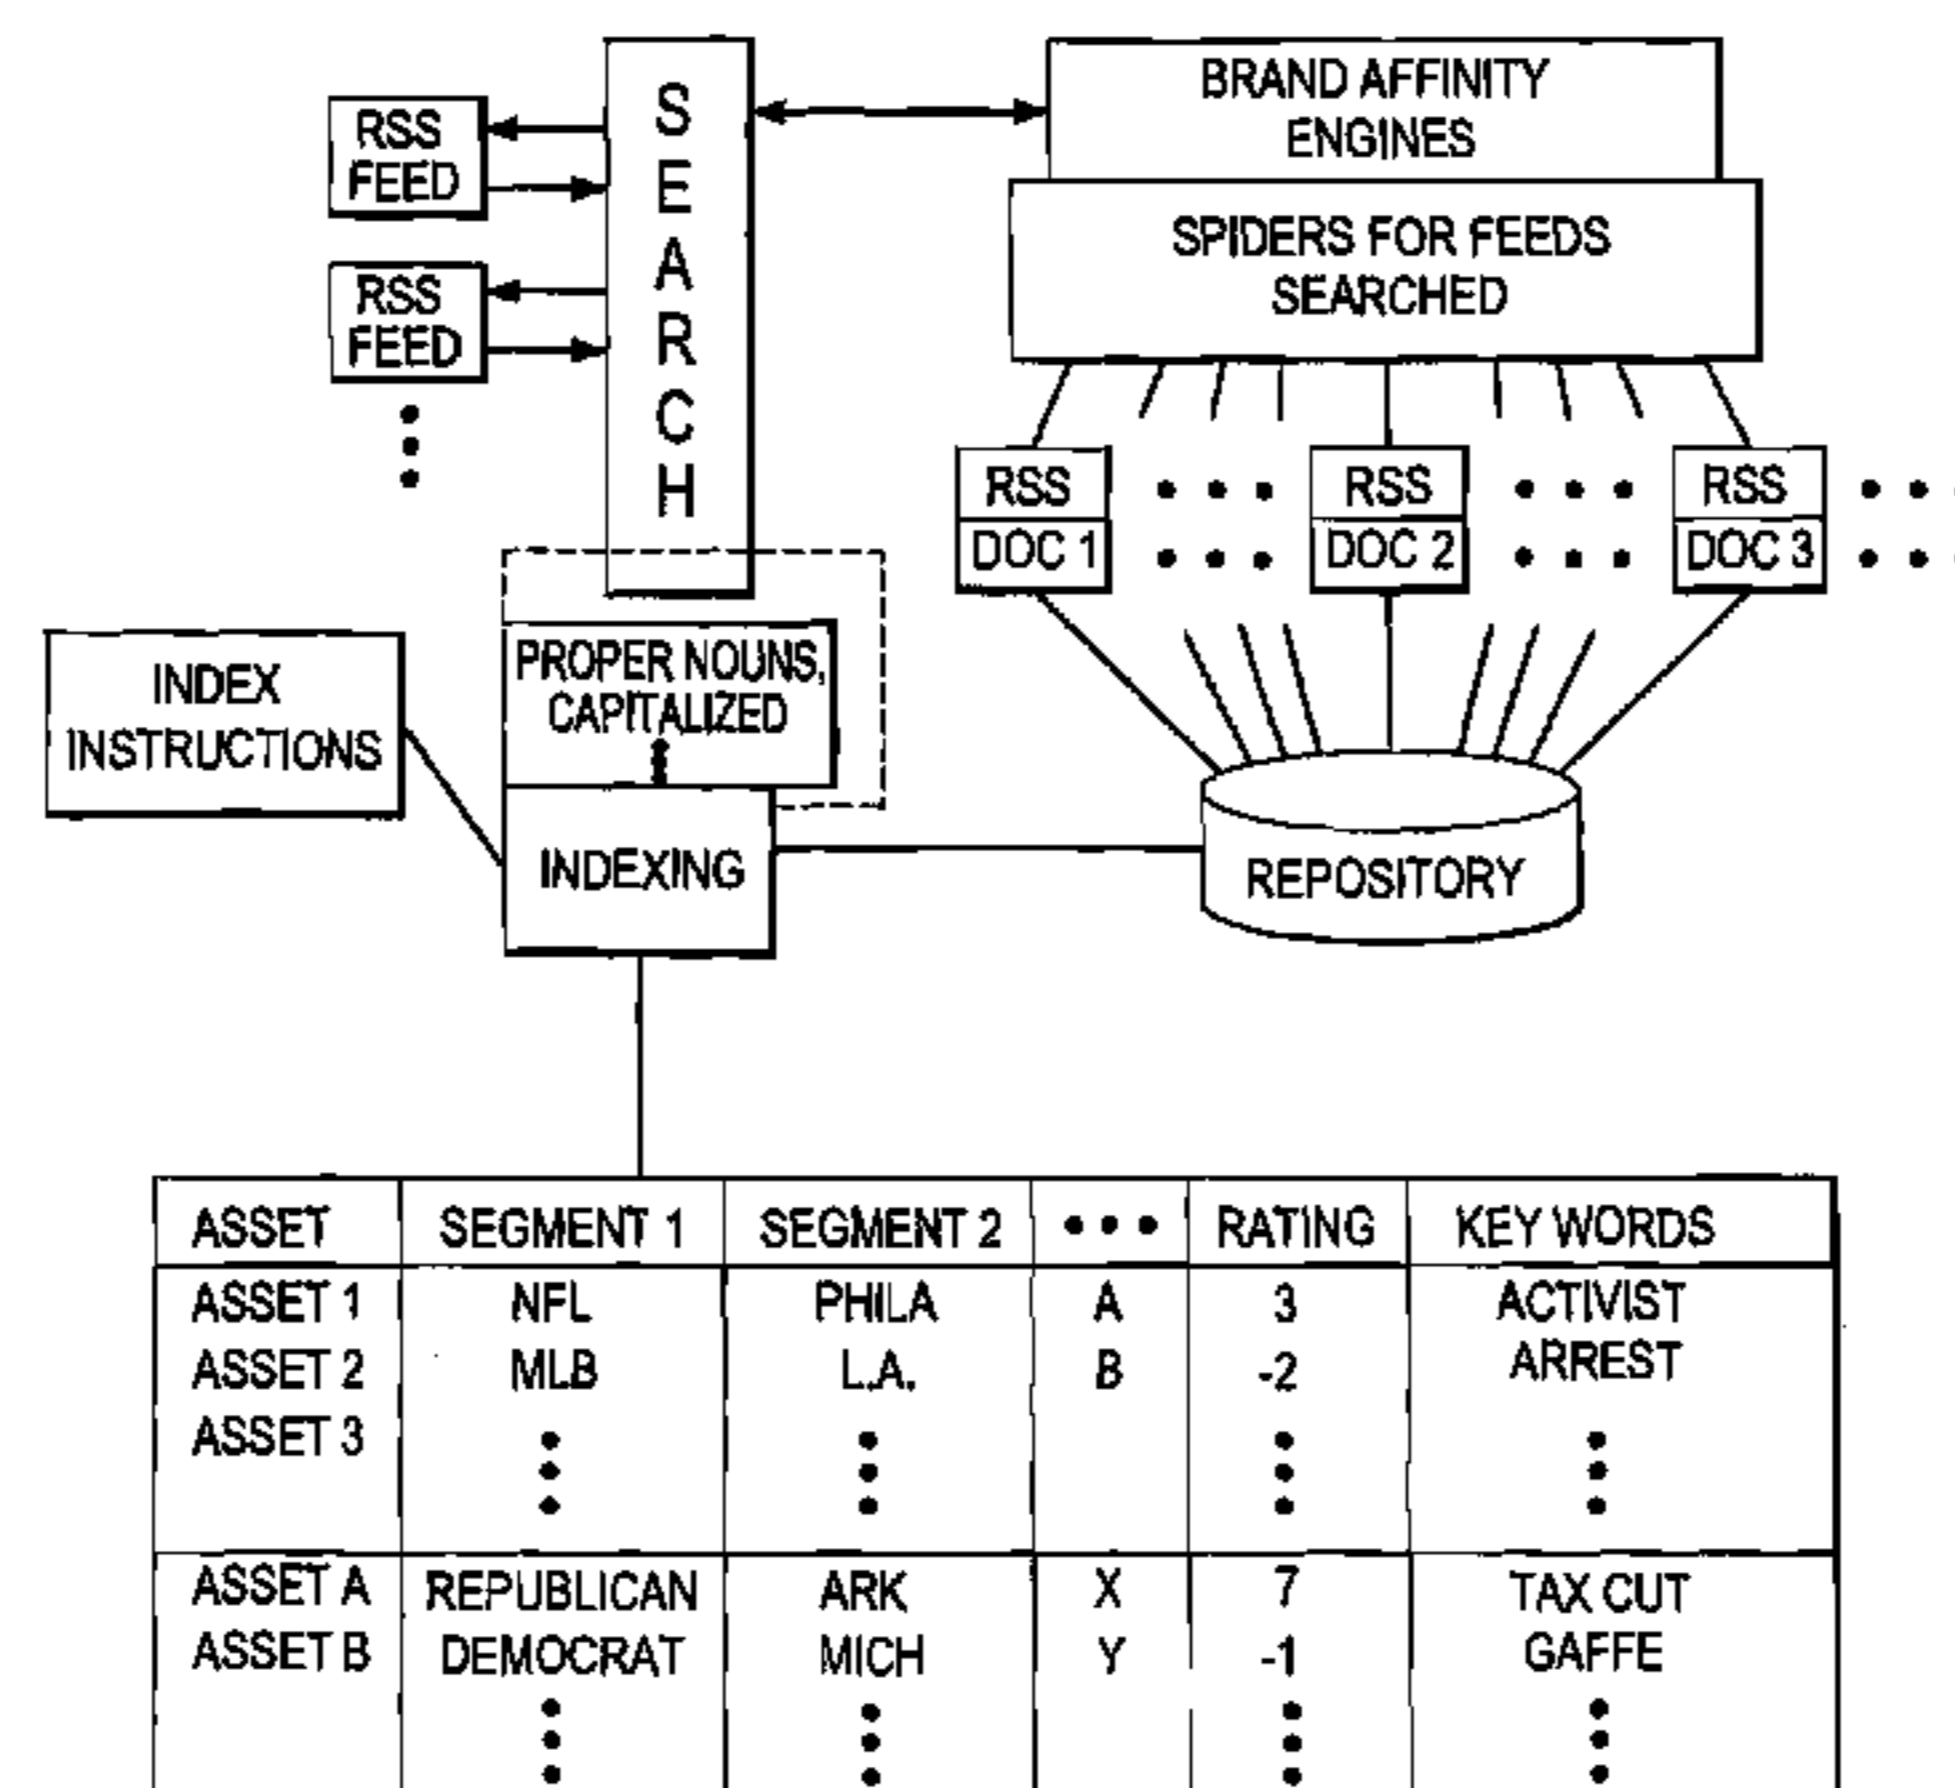 SEARCH
BRAND AFFINITY
ENGINES
RSS
FEED
SPIDERS FOR FEEDS
SEARCHED
RSS
FEED
RSS
DOC 1
RSS
DOC 2
RSS
DOC 3
PROPER NOUNS,
CAPITALIZED
INDEX
INSTRUCTIONS
INDEXING
REPOSITORY
ASSET SEGMENT 1 SEGMENT 2 ••• RATING KEY WORDS
ASSET 1 NFL PHILA A 3 ACTIVIST
ASSET 2 MLB L.A. B -2 ARREST
ASSET 3
ASSET A REPUBLICAN ARK X 7 TAX CUT
ASSET B DEMOCRAT MICH Y -1 GAFFE